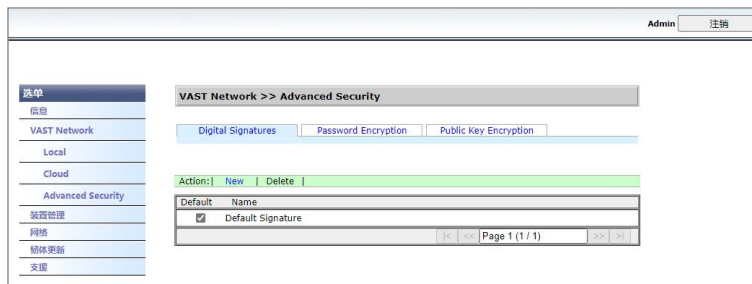 Admin 注销
选单
信息
VAST Network
Local
Cloud
Advanced Security
装置管理
网络
韧体更新
支援
VAST Network >> Advanced Security
Digital Signatures Password Encryption Public Key Encryption
Action:| New | Delete |
Default Name
Default Signature
|< << Page 1 (1 / 1) >> >|